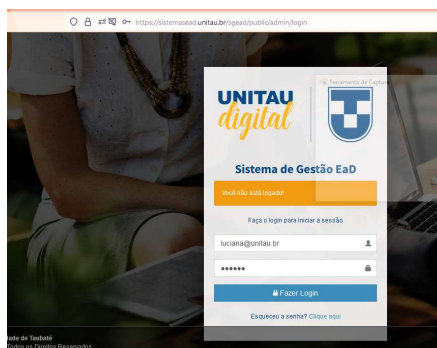 https://sistemasead.unitau.br/sgead/public/admin/login
Ferramenta de Captura
UNITAU
digital
Sistema de Gestão EaD
Você não está logado!
Faça o login para iniciar a sessão
luciana@unitau.br
••••••
Fazer Login
Esqueceu a senha? Clique aqui
dade de Taubaté
Todos os Direitos Reservados